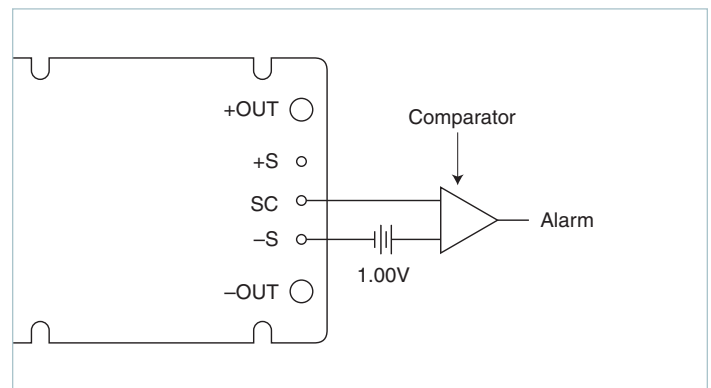 +OUT
Comparator
+S
SC
Alarm
–S
1.00V
–OUT